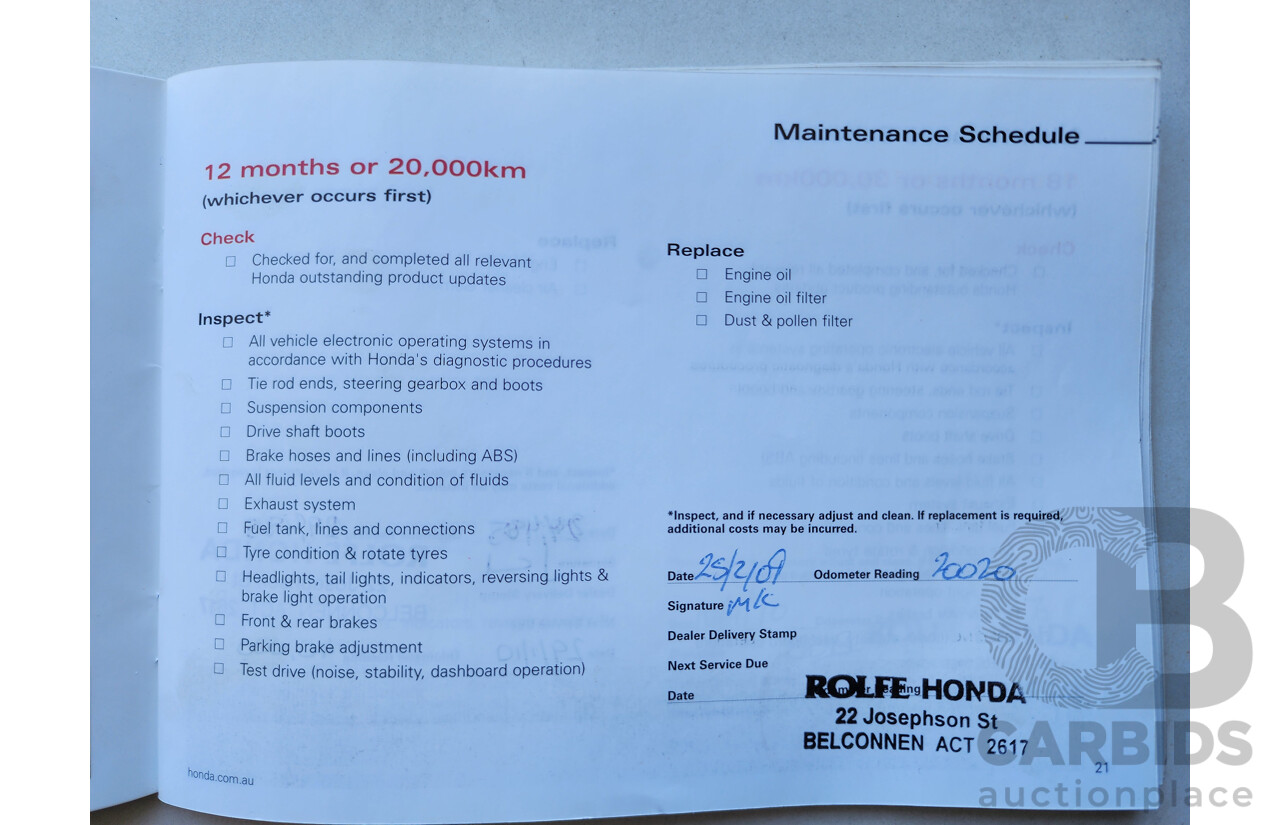 Maintenance Schedule
12 months or 20,000km
(whichever occurs first)
Check
☐ Checked for, and completed all relevant
Honda outstanding product updates
Inspect*
☐ All vehicle electronic operating systems in
accordance with Honda's diagnostic procedures
☐ Tie rod ends, steering gearbox and boots
☐ Suspension components
☐ Drive shaft boots
☐ Brake hoses and lines (including ABS)
☐ All fluid levels and condition of fluids
☐ Exhaust system
☐ Fuel tank, lines and connections
☐ Tyre condition & rotate tyres
☐ Headlights, tail lights, indicators, reversing lights &
brake light operation
☐ Front & rear brakes
☐ Parking brake adjustment
☐ Test drive (noise, stability, dashboard operation)
honda.com.au
Replace
☐ Engine oil
☐ Engine oil filter
☐ Dust & pollen filter
*Inspect, and if necessary adjust and clean. If replacement is required,
additional costs may be incurred.
Date 25/2/09 Odometer Reading 20020
Signature MK
Dealer Delivery Stamp
Next Service Due
Date
ROLFE HONDA
22 Josephson St
BELCONNEN ACT 2617
21
CARBIDS
auctionplace